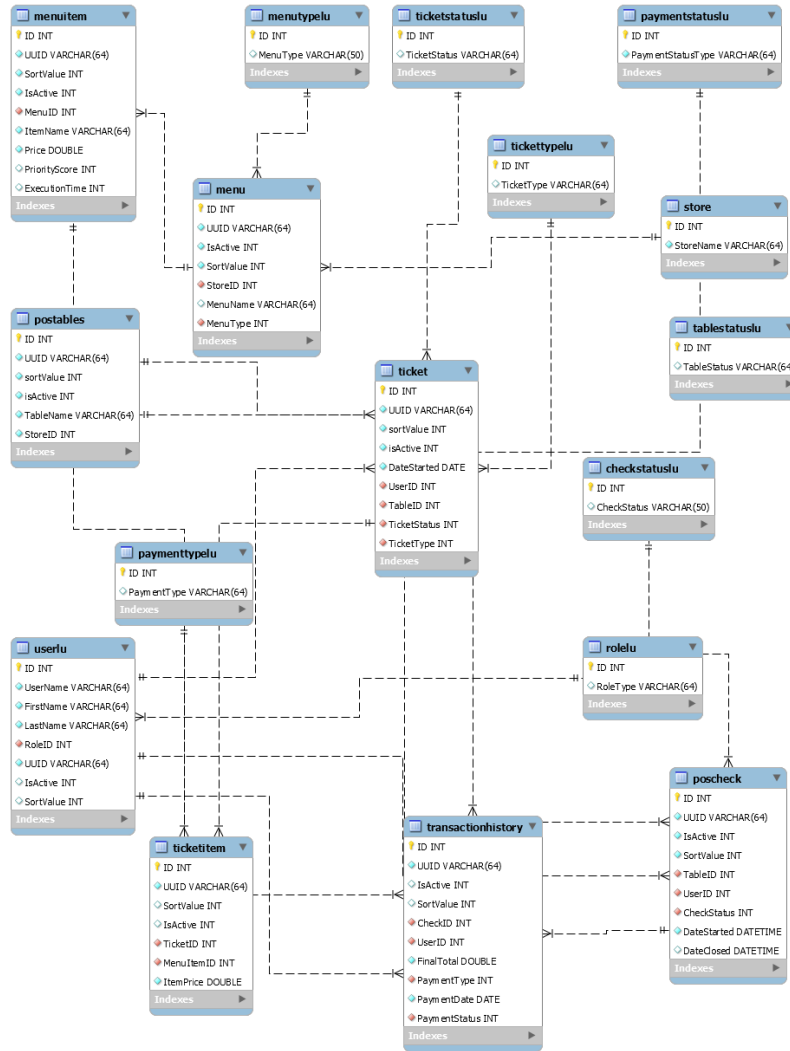 menuitem
ID INT
UUID VARCHAR(64)
SortValue INT
IsActive INT
MenuID INT
ItemName VARCHAR(64)
Price DOUBLE
PriorityScore INT
ExecutionTime INT
Indexes
menutypelu
ID INT
MenuType VARCHAR(50)
Indexes
ticketstatuslu
ID INT
TicketStatus VARCHAR(64)
Indexes
paymentstatuslu
ID INT
PaymentStatusType VARCHAR(64)
Indexes
tickettypelu
ID INT
TicketType VARCHAR(64)
Indexes
menu
ID INT
UUID VARCHAR(64)
IsActive INT
SortValue INT
StoreID INT
MenuName VARCHAR(64)
MenuType INT
Indexes
store
ID INT
StoreName VARCHAR(64)
Indexes
postables
ID INT
UUID VARCHAR(64)
sortValue INT
isActive INT
TableName VARCHAR(64)
StoreID INT
Indexes
tablestatuslu
ID INT
TableStatus VARCHAR(64
Indexes
ticket
ID INT
UUID VARCHAR(64)
sortValue INT
isActive INT
DateStarted DATE
UserID INT
TableID INT
TicketStatus INT
TicketType INT
Indexes
checkstatuslu
ID INT
CheckStatus VARCHAR(50)
Indexes
paymenttypelu
ID INT
PaymentType VARCHAR(64)
Indexes
userlu
ID INT
UserName VARCHAR(64)
FirstName VARCHAR(64)
LastName VARCHAR(64)
RoleID INT
UUID VARCHAR(64)
IsActive INT
SortValue INT
Indexes
rolelu
ID INT
RoleType VARCHAR(64)
Indexes
poscheck
ID INT
UUID VARCHAR(64)
IsActive INT
SortValue INT
TableID INT
UserID INT
CheckStatus INT
DateStarted DATETIME
DateClosed DATETIME
Indexes
transactionhistory
ID INT
UUID VARCHAR(64)
IsActive INT
SortValue INT
CheckID INT
UserID INT
FinalTotal DOUBLE
PaymentType INT
PaymentDate DATE
PaymentStatus INT
Indexes
ticketitem
ID INT
UUID VARCHAR(64)
SortValue INT
IsActive INT
TicketID INT
MenuItemID INT
ItemPrice DOUBLE
Indexes